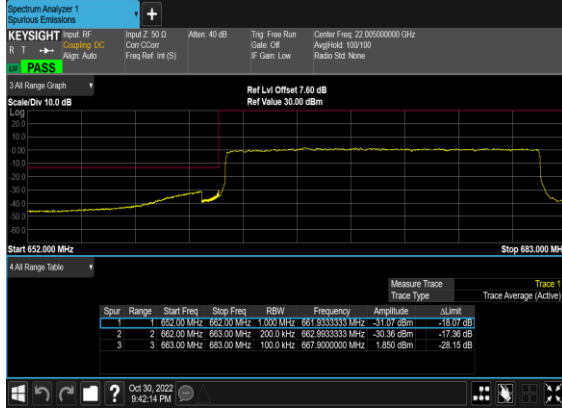 Spectrum Analyzer 1
Spurious Emissions
+
KEYSIGHT Input: RF Input Z: 50 Ω Atten: 40 dB Trig: Free Run Center Freq: 22.005000000 GHz
R T Coupling: DC Corr CCorr Gate: Off Avg|Hold: 100/100
Align: Auto Freq Ref: Int (S) IF Gain: Low Radio Std: None
PASS
3 All Range Graph
Ref Lvl Offset 7.60 dB
Scale/Div 10.0 dB Ref Value 30.00 dBm
Log
20.0
10.0
0.00
-10.0
-20.0
-30.0
-40.0
-50.0
-60.0
Start 652.000 MHz Stop 683.000 MH
4 All Range Table
Measure Trace Trace 1
Trace Type Trace Average (Active)
Spur Range Start Freq Stop Freq RBW Frequency Amplitude ΔLimit
1 1 652.00 MHz 662.00 MHz 1.000 MHz 661.9333333 MHz -31.07 dBm -18.07 dB
2 2 662.00 MHz 663.00 MHz 200.0 kHz 662.9933333 MHz -30.36 dBm -17.36 dB
3 3 663.00 MHz 683.00 MHz 100.0 kHz 667.9000000 MHz 1.850 dBm -28.15 dB
?
Oct 30, 2022
9:42:14 PM